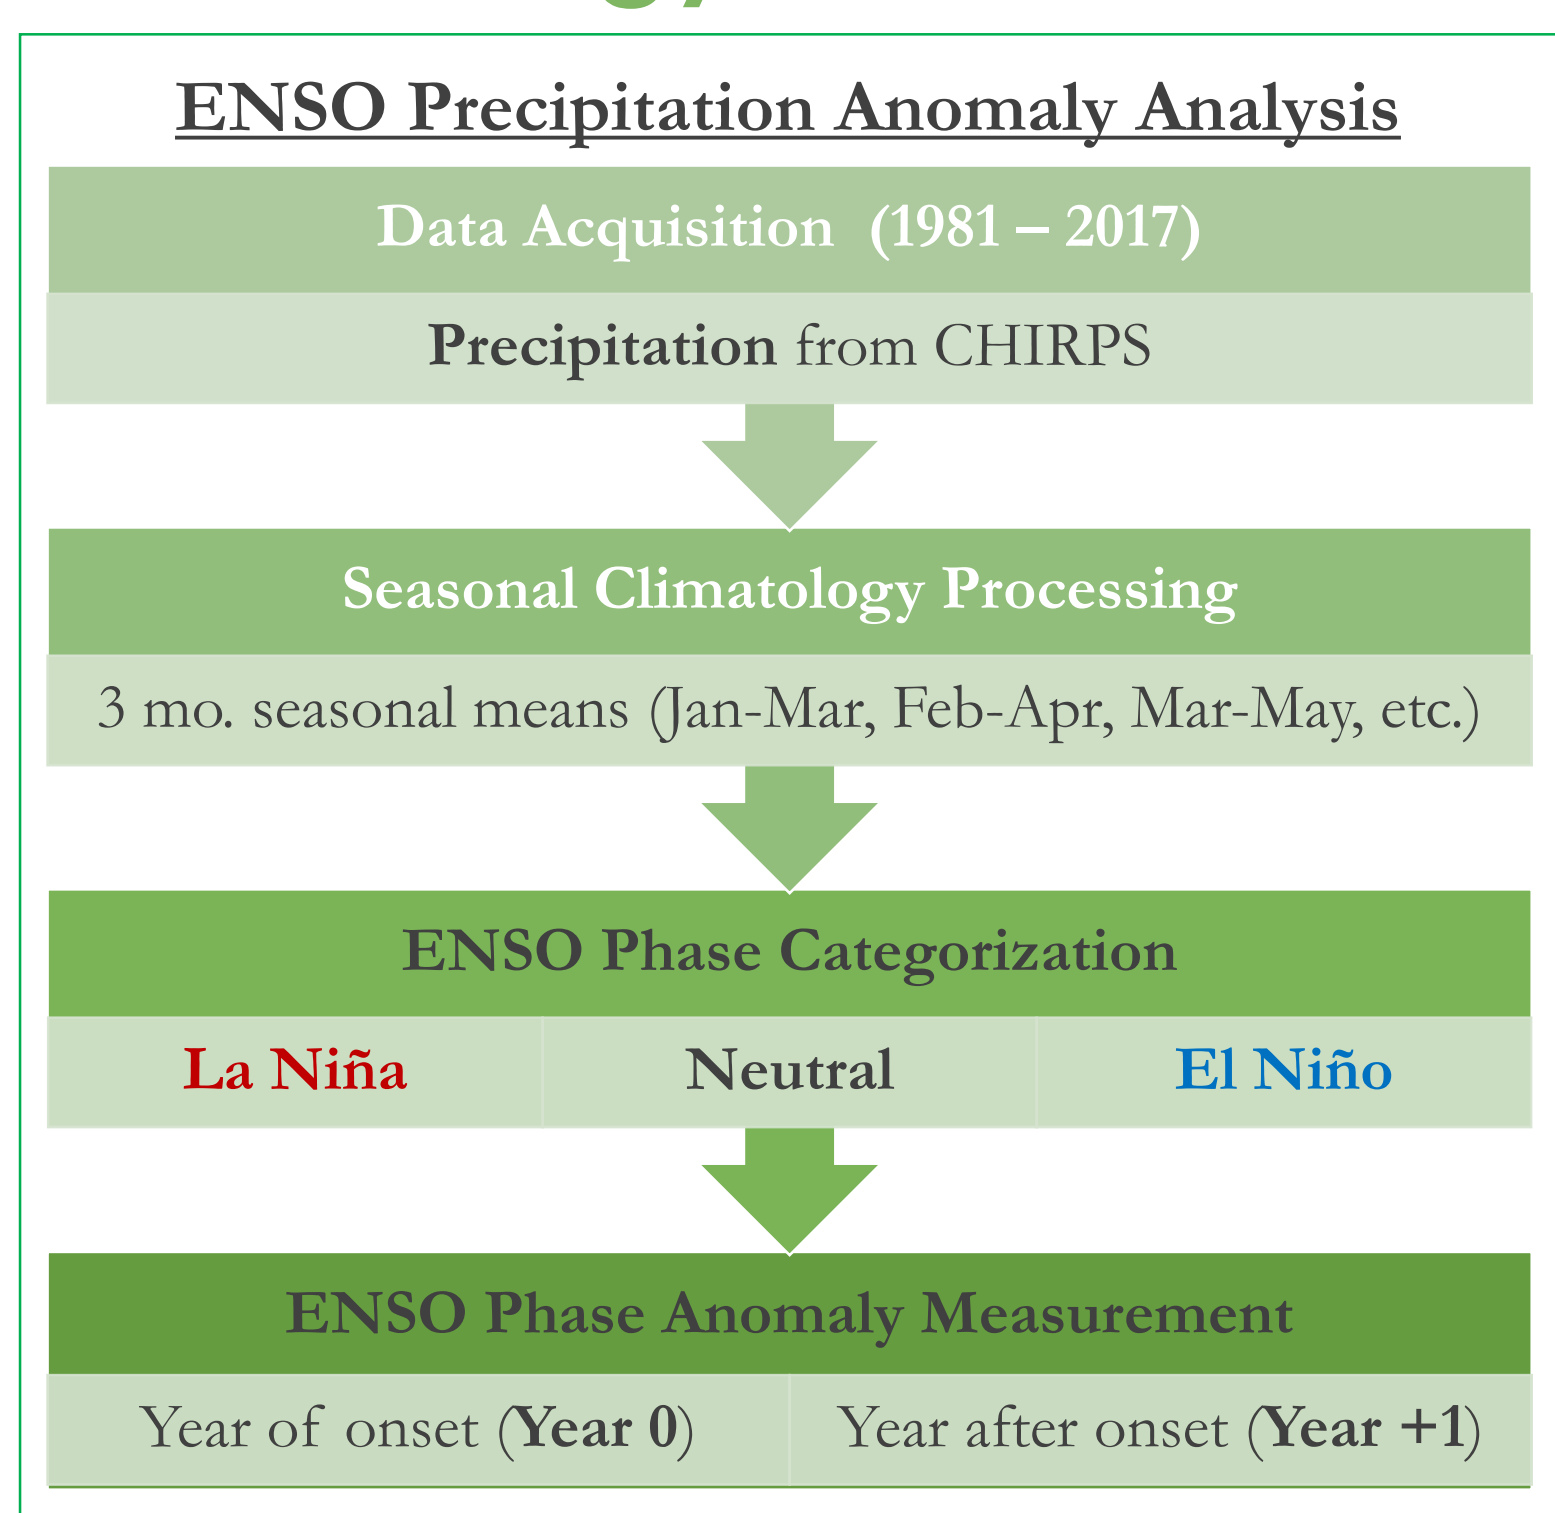 ENSO Precipitation Anomaly Analysis
Data Acquisition (1981 – 2017)
Precipitation from CHIRPS
Seasonal Climatology Processing
3 mo. seasonal means (Jan-Mar, Feb-Apr, Mar-May, etc.)
ENSO Phase Categorization
La Niña Neutral El Niño
ENSO Phase Anomaly Measurement
Year of onset (Year 0) Year after onset (Year +1)